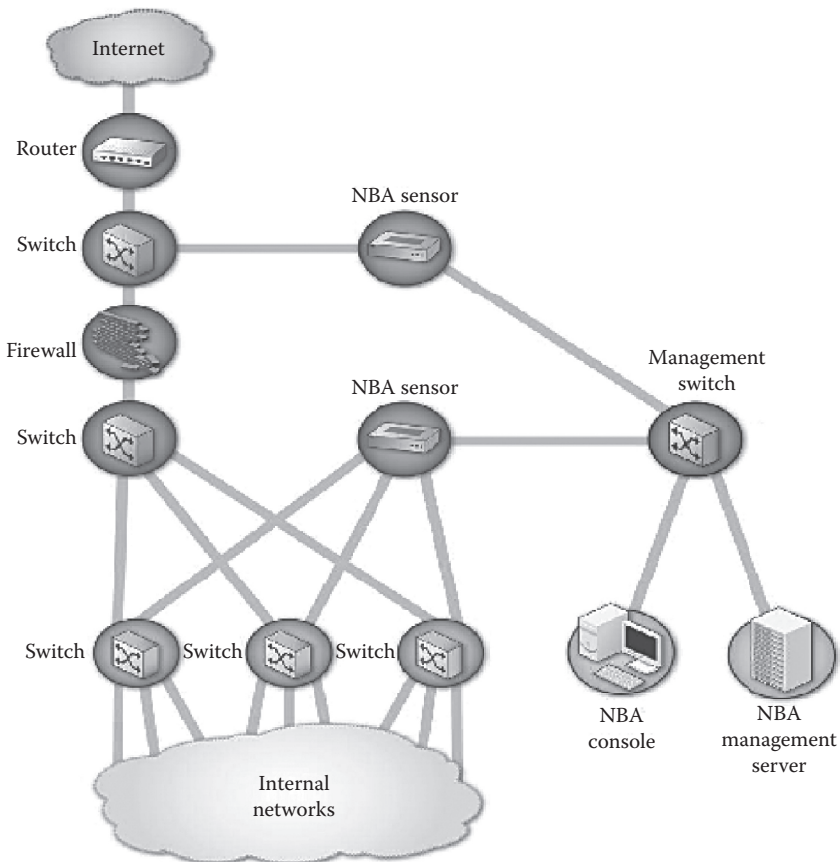 Internet
Router
NBA sensor
Switch
Firewall
Management
switch
NBA sensor
Switch
Switch
Switch
Switch
NBA
console
NBA
management
server
Internal
networks